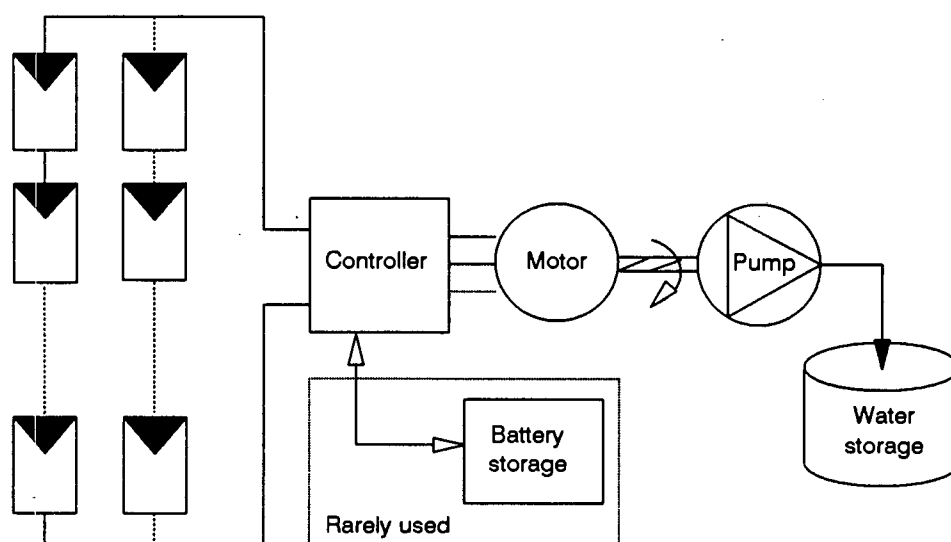 Controller
Motor
Pump
Battery
storage
Rarely used
Water
storage